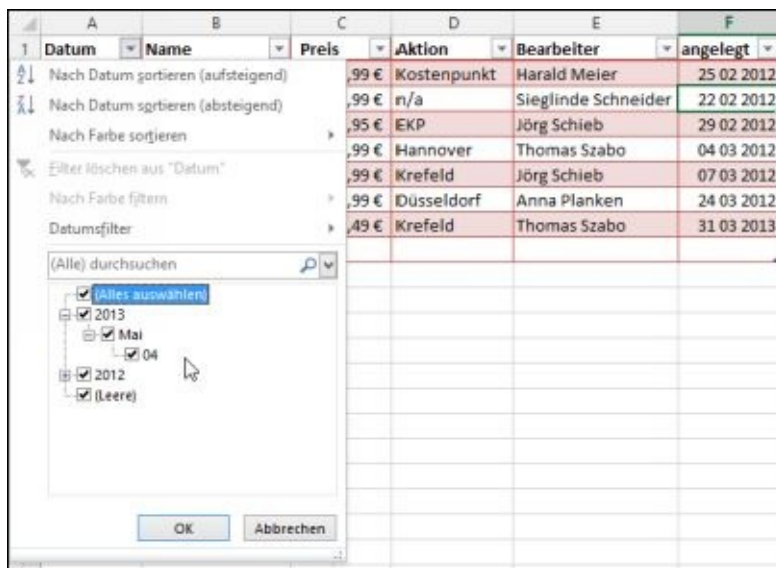 A B C D E F
1 Datum Name Preis Aktion Bearbeiter angelegt
Nach Datum sortieren (aufsteigend)
Nach Datum sortieren (absteigend)
Nach Farbe sortieren
Filter löschen aus "Datum"
Nach Farbe filtern
Datumsfilter
(Alle) durchsuchen
(Alles auswählen)
2013
Mai
04
2012
(Leere)
OK Abbrechen
,99 € Kostenpunkt Harald Meier 25 02 2012
,99 € n/a Sieglinde Schneider 22 02 2012
,95 € EKP Jörg Schieb 29 02 2012
,99 € Hannover Thomas Szabo 04 03 2012
,99 € Krefeld Jörg Schieb 07 03 2012
,99 € Düsseldorf Anna Planken 24 03 2012
,49 € Krefeld Thomas Szabo 31 03 2013